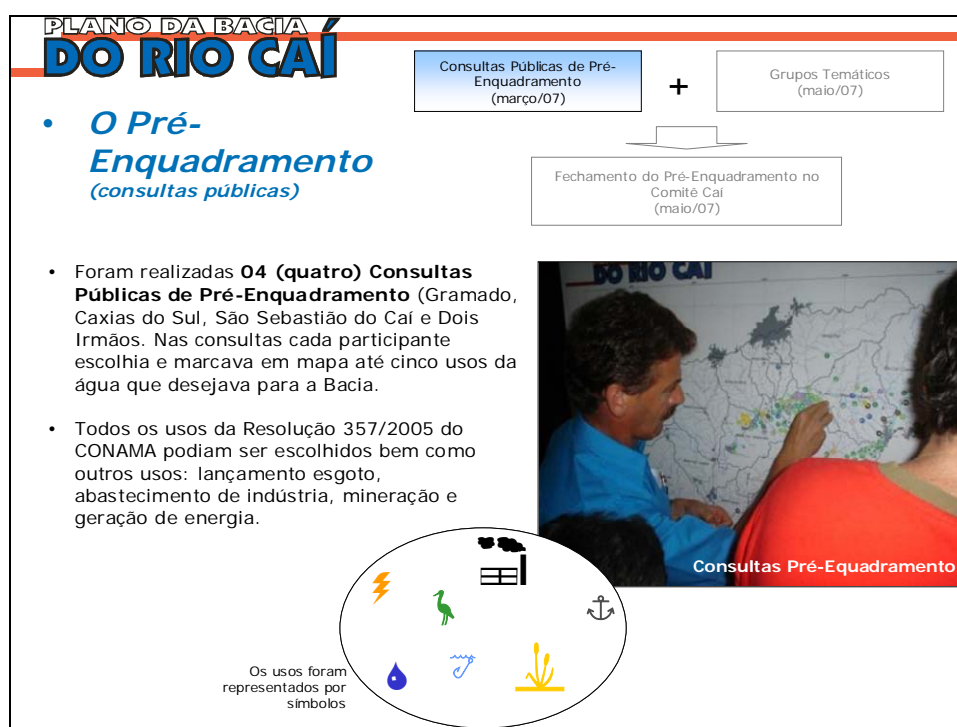 PLANO DA BACIA
DO RIO CAÍ
Consultas Públicas de Pré-
Enquadramento
(março/07)
+
Grupos Temáticos
(maio/07)
Fechamento do Pré-Enquadramento no
Comitê Caí
(maio/07)
• O Pré-
Enquadramento
(consultas públicas)
• Foram realizadas 04 (quatro) Consultas
Públicas de Pré-Enquadramento (Gramado,
Caxias do Sul, São Sebastião do Caí e Dois
Irmãos. Nas consultas cada participante
escolhia e marcava em mapa até cinco usos da
água que desejava para a Bacia.
• Todos os usos da Resolução 357/2005 do
CONAMA podiam ser escolhidos bem como
outros usos: lançamento esgoto,
abastecimento de indústria, mineração e
geração de energia.
DO RIO CAÍ
Consultas Pré-Equadramento
Os usos foram
representados por
símbolos